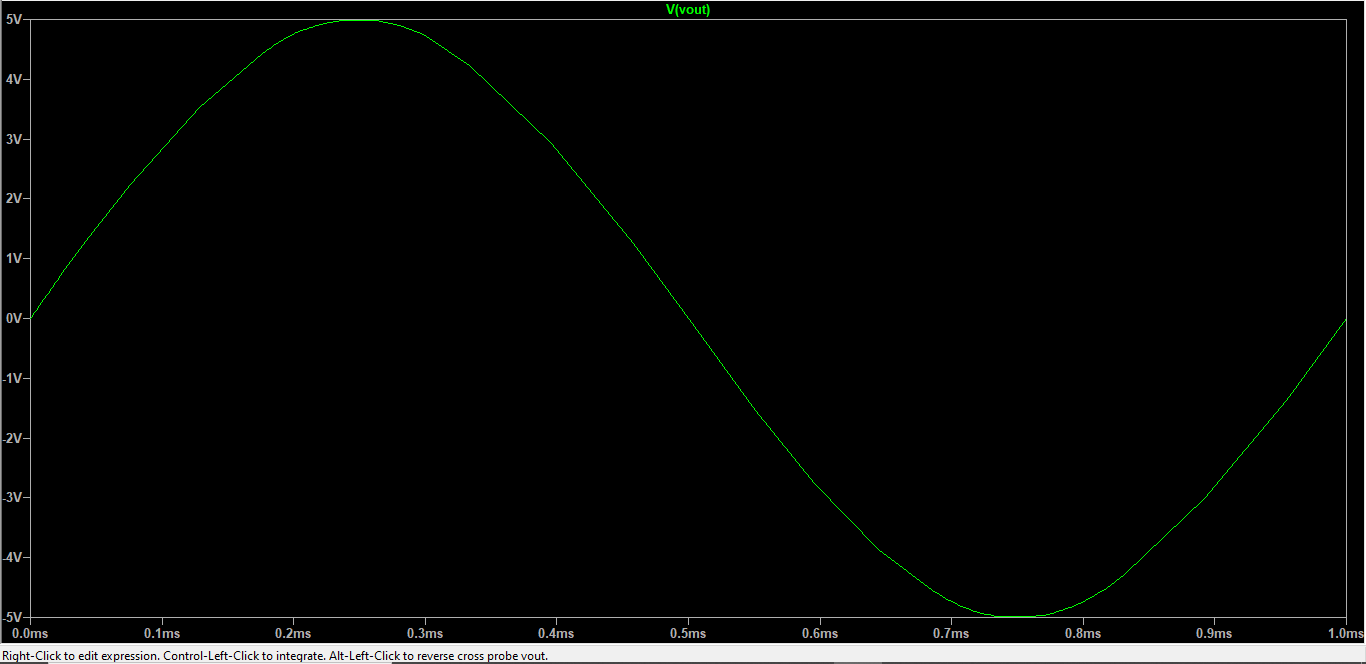 V(vout)
5V
4V
3V
2V
1V
0V
-1V
-2V
-3V
-4V
-5V
0.0ms 0.1ms 0.2ms 0.3ms 0.4ms 0.5ms 0.6ms 0.7ms 0.8ms 0.9ms 1.0ms
Right-Click to edit expression. Control-Left-Click to integrate. Alt-Left-Click to reverse cross probe vout.